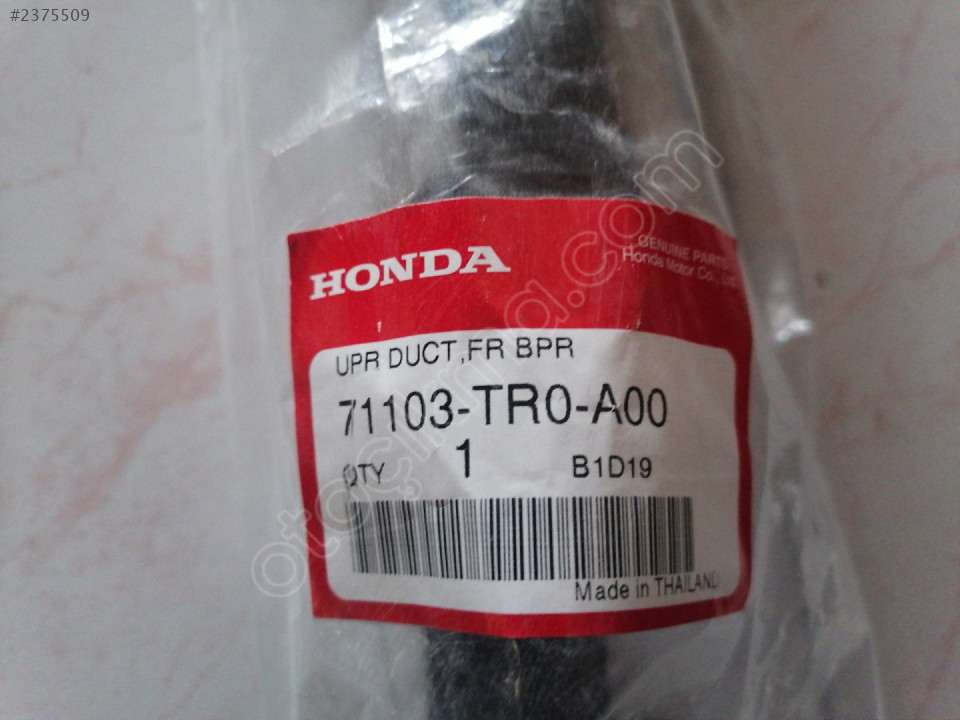 #2375509
HONDA
GENUINE PARTS
Honda Motor Co., Ltd.
UPR DUCT,FR BPR
71103-TR0-A00
QTY 1 B1D19
Made in THAILAND
otocikma.com